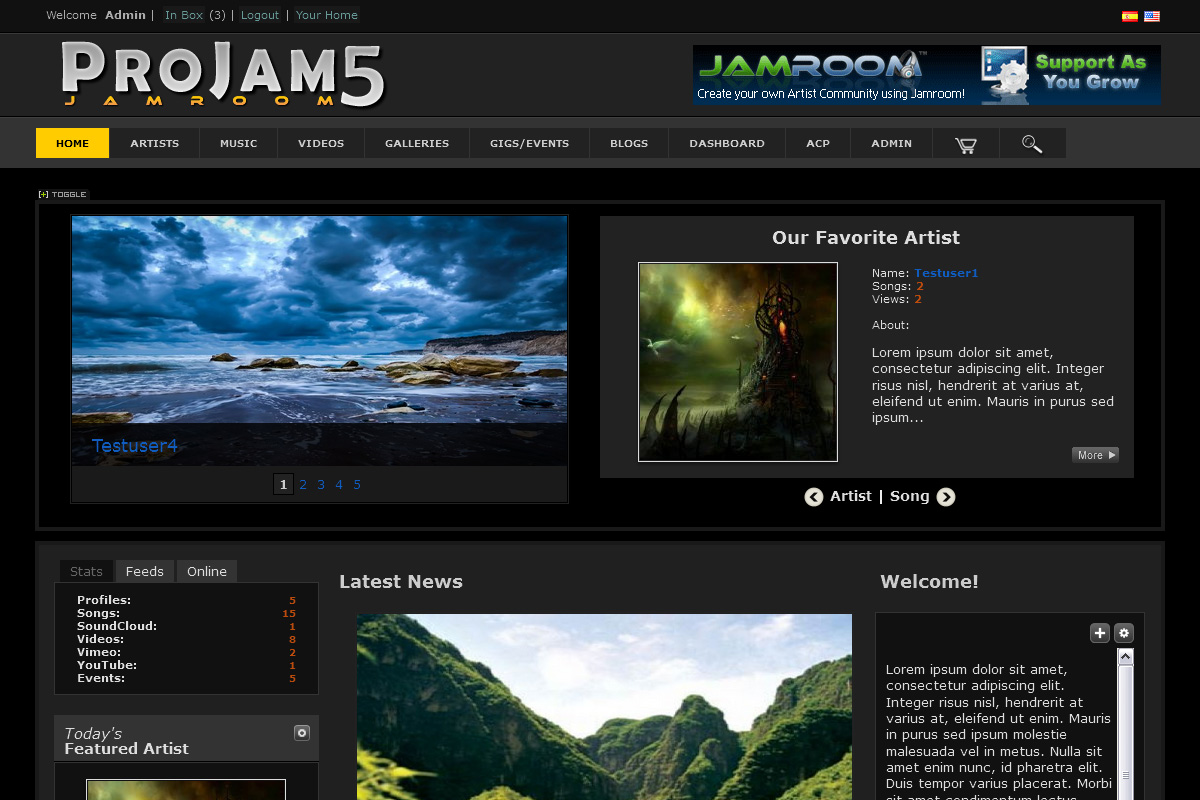 Welcome Admin | In Box (3) | Logout | Your Home
PROJAM5
JAMROOM
JAMROOM™
Create your own Artist Community using Jamroom!
Support As
You Grow
HOME ARTISTS MUSIC VIDEOS GALLERIES GIGS/EVENTS BLOGS DASHBOARD ACP ADMIN
[+] TOGGLE
Testuser4
1 2 3 4 5
Our Favorite Artist
Name: Testuser1
Songs: 2
Views: 2
About:
Lorem ipsum dolor sit amet,
consectetur adipiscing elit. Integer
risus nisl, hendrerit at varius at,
eleifend ut enim. Mauris in purus sed
ipsum...
More
Artist | Song
Stats Feeds Online
Profiles: 5
Songs: 15
SoundCloud: 1
Videos: 8
Vimeo: 2
YouTube: 1
Events: 5
Today's
Featured Artist
Latest News
Welcome!
Lorem ipsum dolor sit amet,
consectetur adipiscing elit.
Integer risus nisl, hendrerit at
varius at, eleifend ut enim. Mauris
in purus sed ipsum molestie
malesuada vel in metus. Nulla sit
amet enim nunc, id pharetra elit.
Duis tempor varius placerat. Morbi
sit amet condimentum lectus